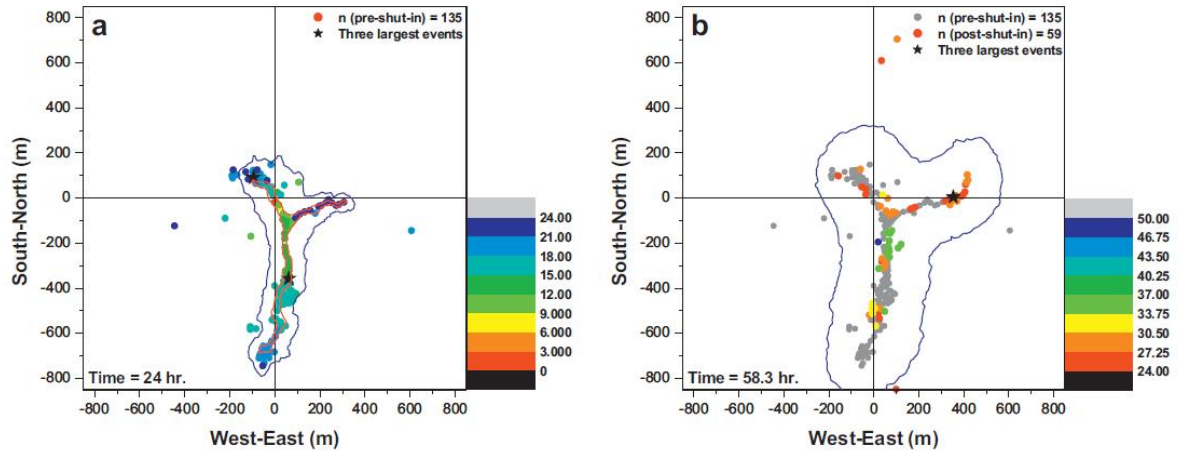 a
n (pre-shut-in) = 135
Three largest events
800
600
400
200
0
-200
-400
-600
-800
South-North (m)
24.00
21.00
18.00
15.00
12.00
9.000
6.000
3.000
0
Time = 24 hr.
-800 -600 -400 -200 0 200 400 600 800
West-East (m)
b
n (pre-shut-in) = 135
n (post-shut-in) = 59
Three largest events
800
600
400
200
0
-200
-400
-600
-800
South-North (m)
50.00
46.75
43.50
40.25
37.00
33.75
30.50
27.25
24.00
Time = 58.3 hr.
-800 -600 -400 -200 0 200 400 600 800
West-East (m)